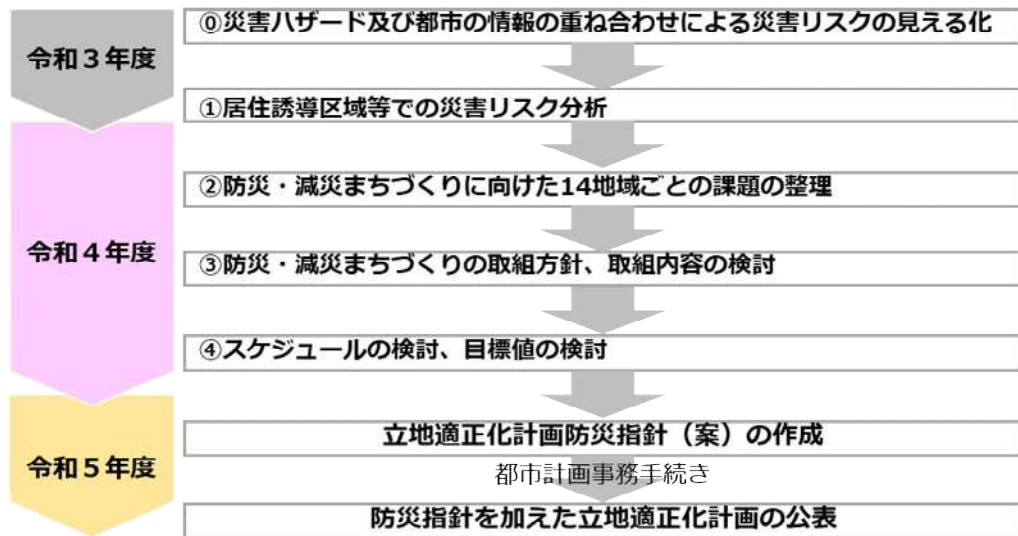 令和３年度
⓪災害ハザード及び都市の情報の重ね合わせによる災害リスクの見える化
①居住誘導区域等での災害リスク分析
令和４年度
②防災・減災まちづくりに向けた14地域ごとの課題の整理
③防災・減災まちづくりの取組方針、取組内容の検討
④スケジュールの検討、目標値の検討
令和５年度
立地適正化計画防災指針（案）の作成
都市計画事務手続き
防災指針を加えた立地適正化計画の公表